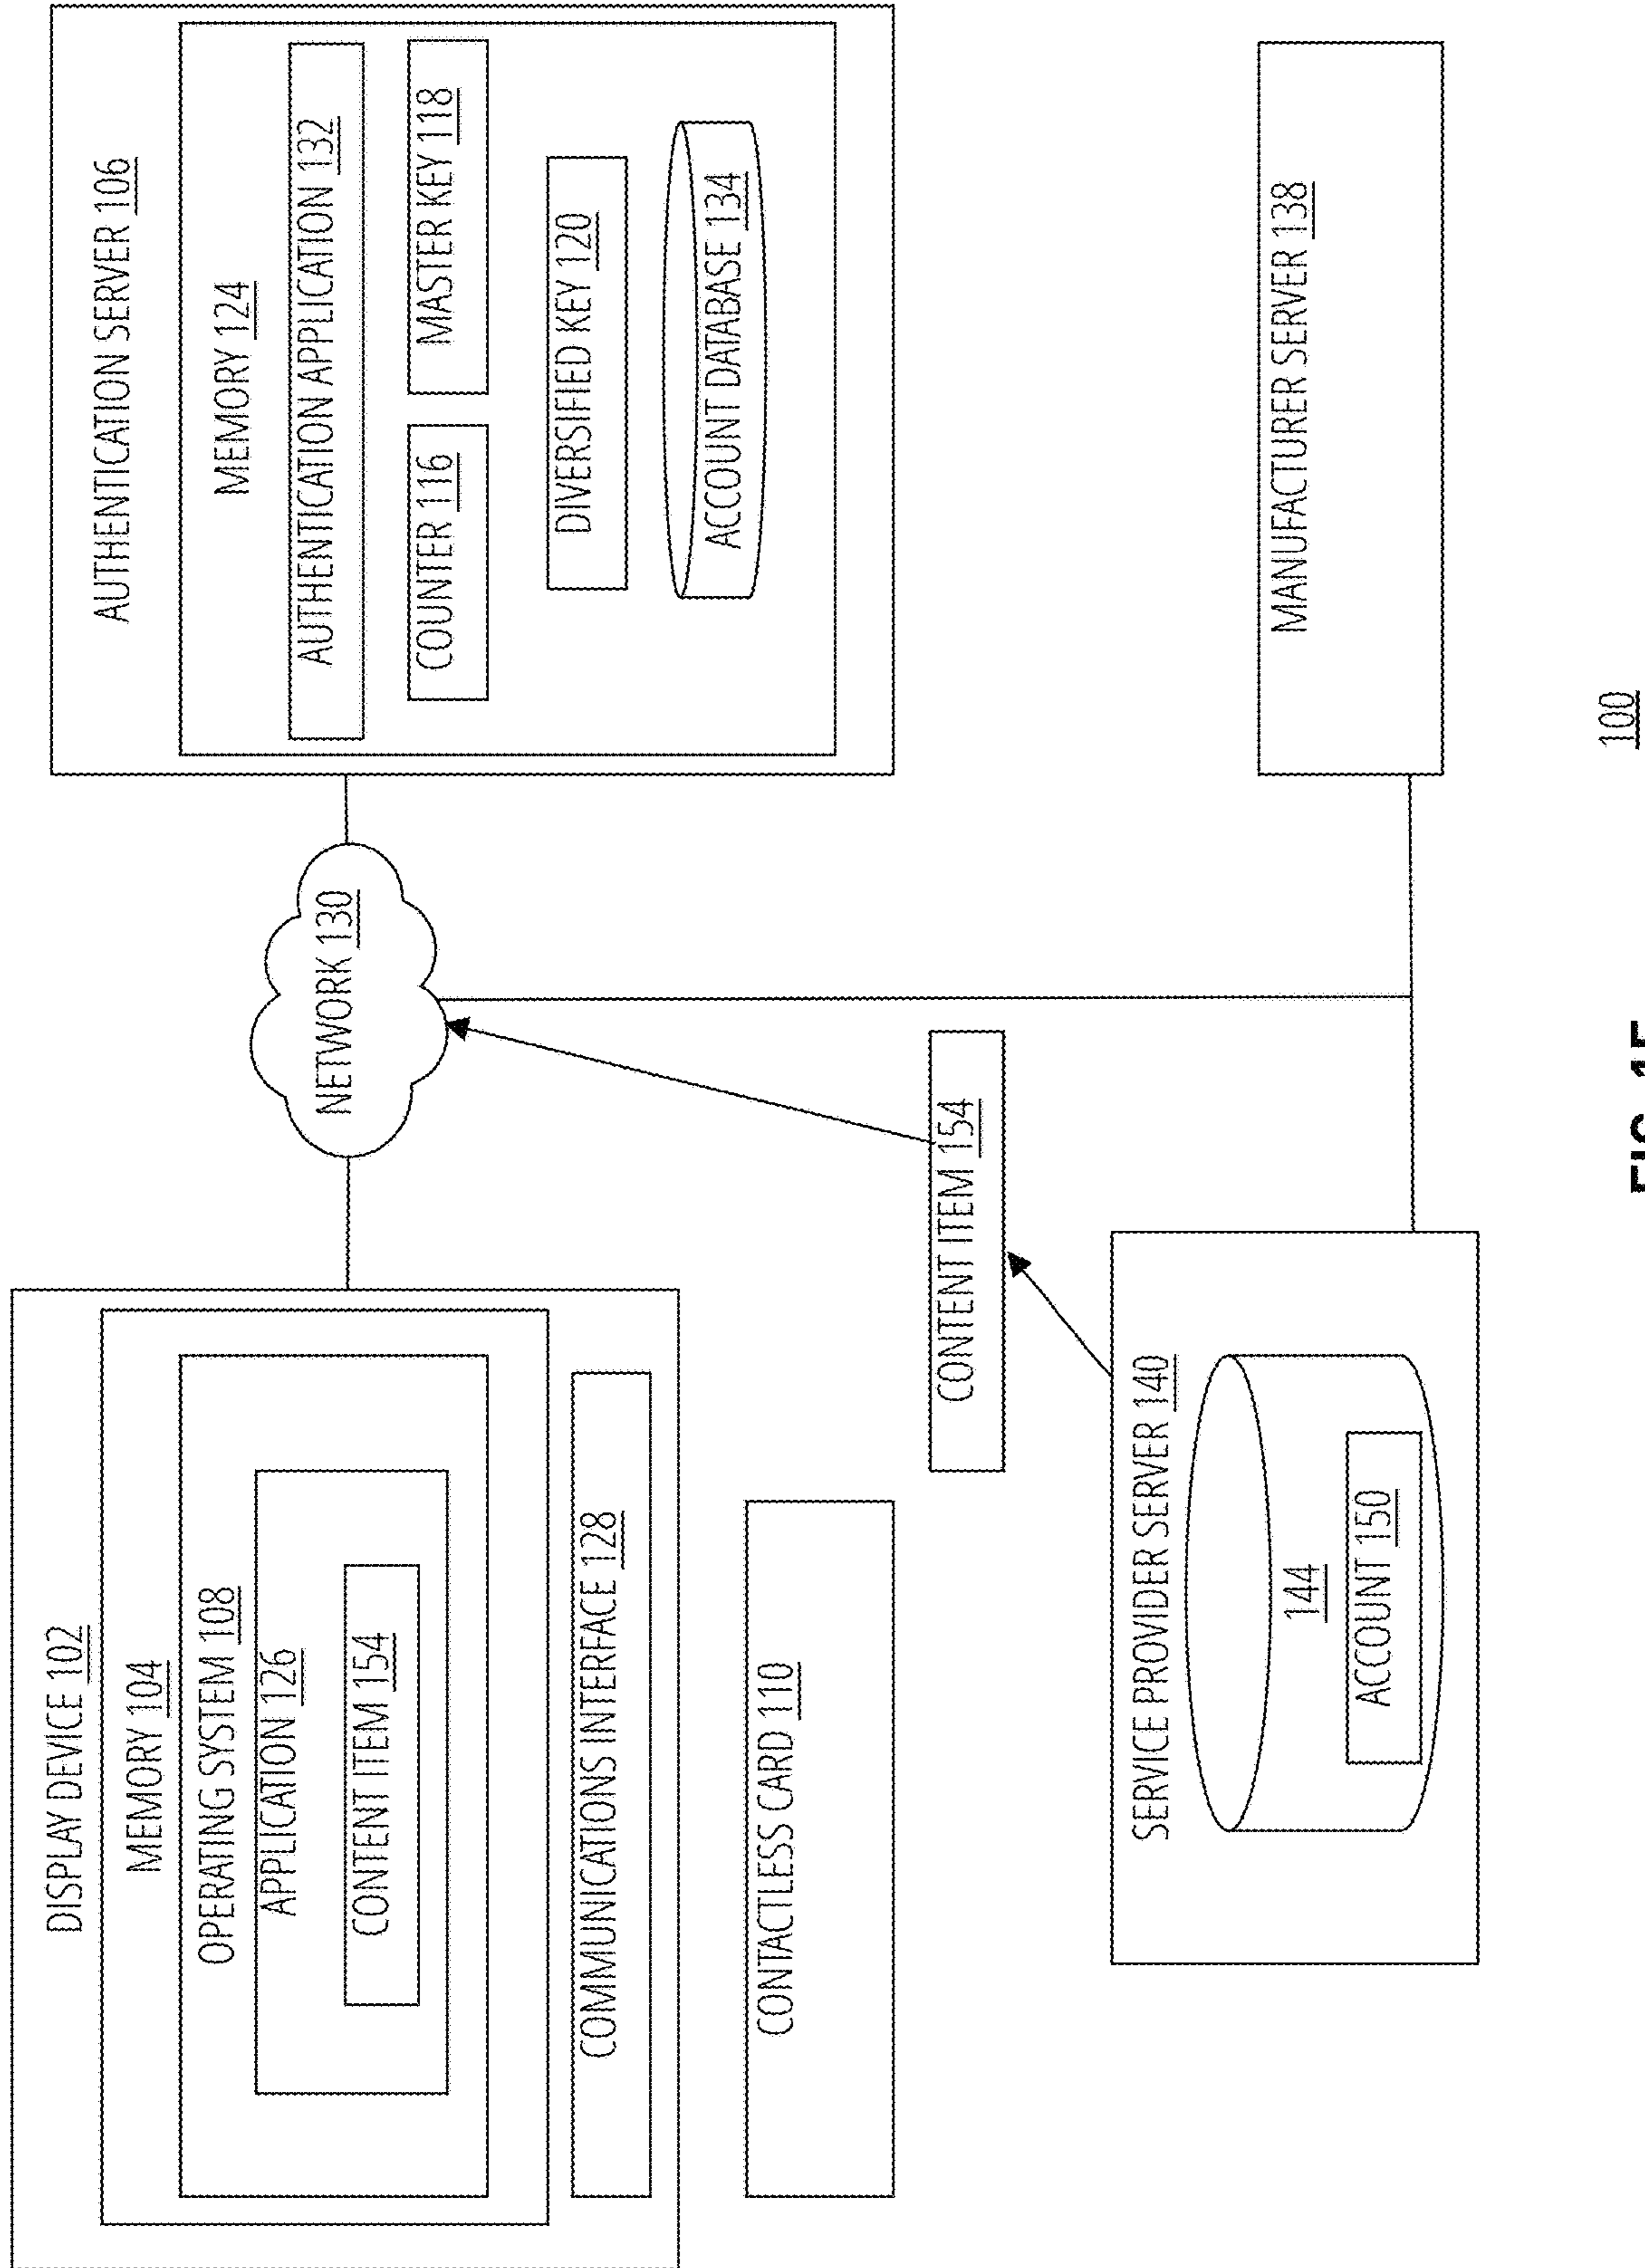 DISPLAY DEVICE 102
MEMORY 104
OPERATING SYSTEM 108
APPLICATION 126
CONTENT ITEM 154
COMMUNICATIONS INTERFACE 128
CONTACTLESS CARD 110
NETWORK 130
AUTHENTICATION SERVER 106
MEMORY 124
AUTHENTICATION APPLICATION 132
COUNTER 116
MASTER KEY 118
DIVERSIFIED KEY 120
ACCOUNT DATABASE 134
CONTENT ITEM 154
SERVICE PROVIDER SERVER 140
144
ACCOUNT 150
MANUFACTURER SERVER 138
100